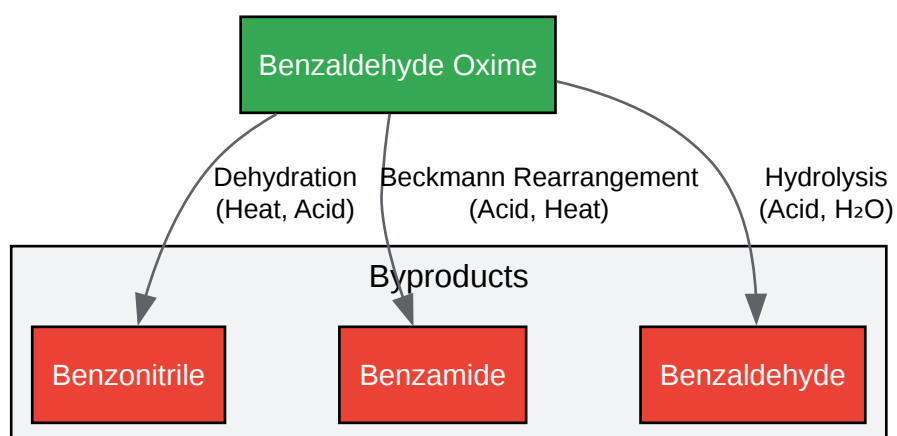 Benzaldehyde Oxime
Dehydration
(Heat, Acid)
Beckmann Rearrangement
(Acid, Heat)
Hydrolysis
(Acid, H₂O)
Byproducts
Benzonitrile
Benzamide
Benzaldehyde